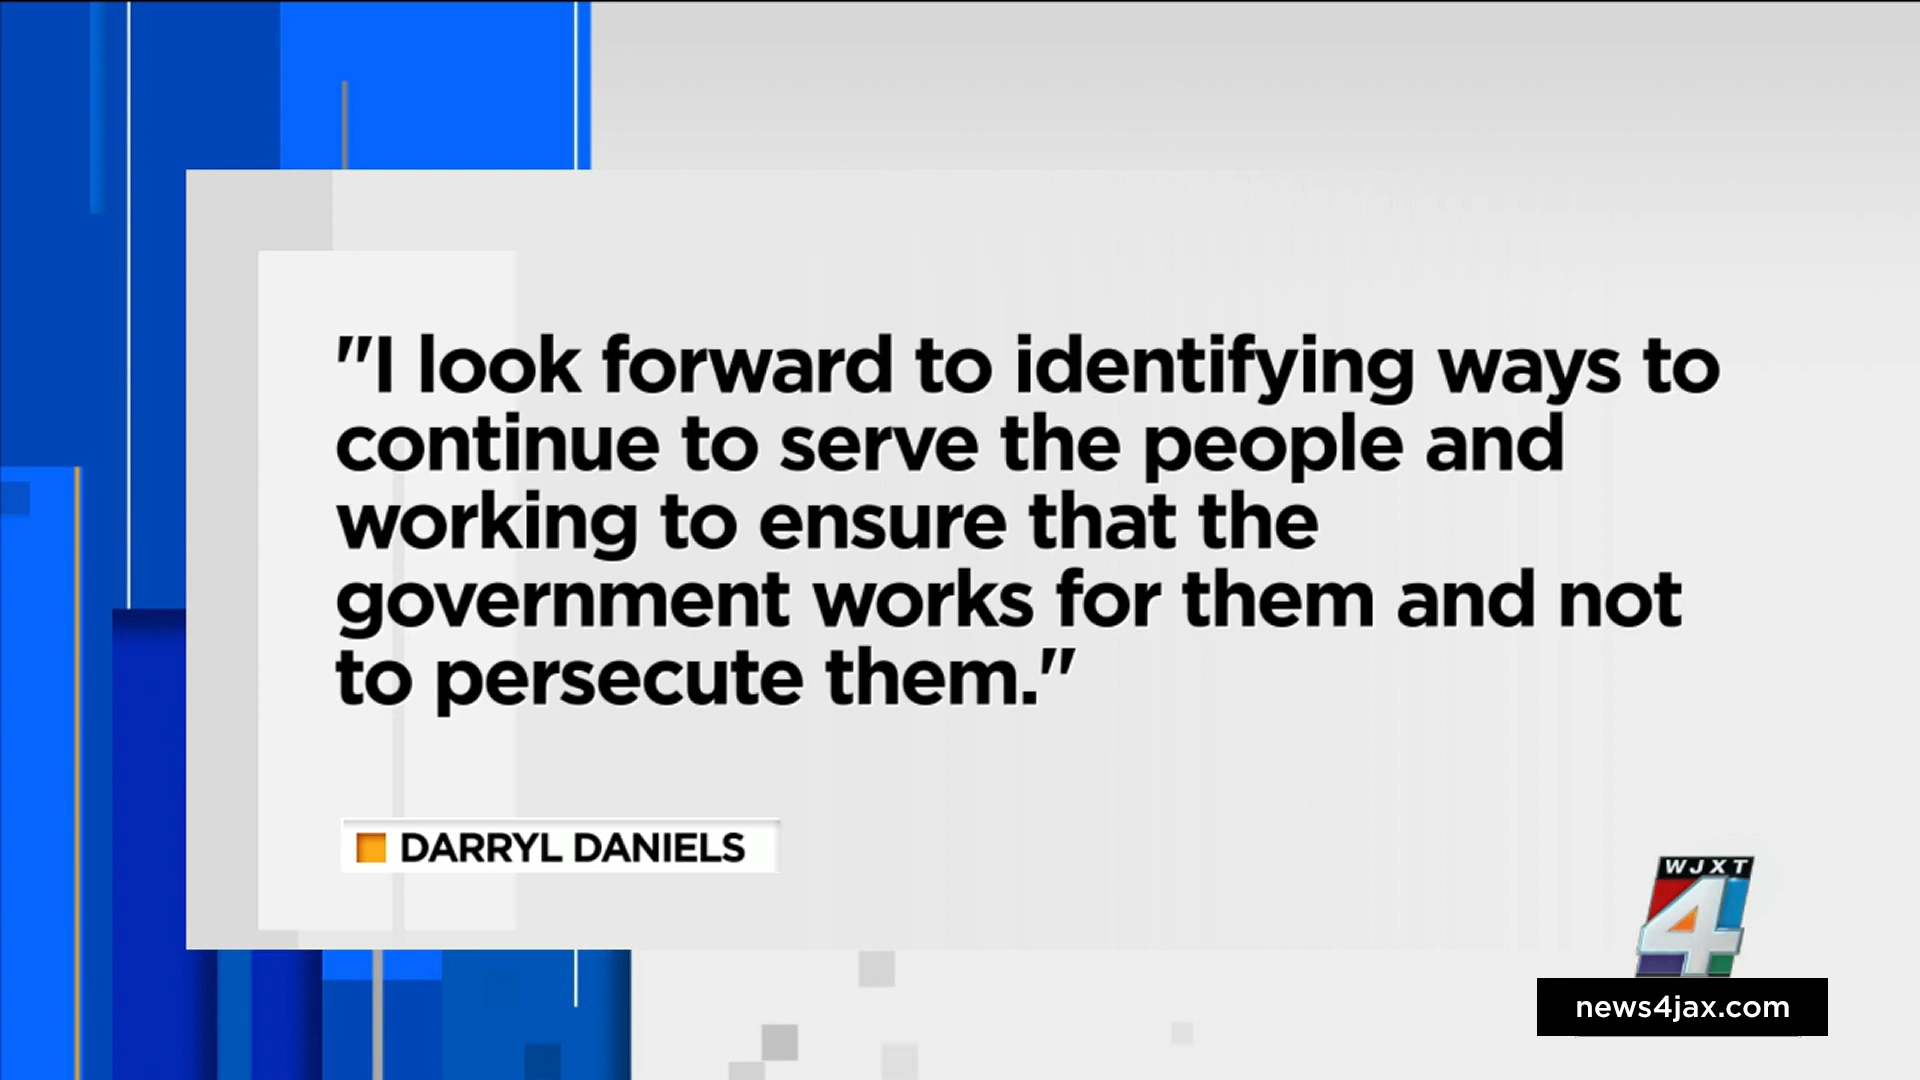 "I look forward to identifying ways to
continue to serve the people and
working to ensure that the
government works for them and not
to persecute them."
DARRYL DANIELS
WJXT
4
news4jax.com